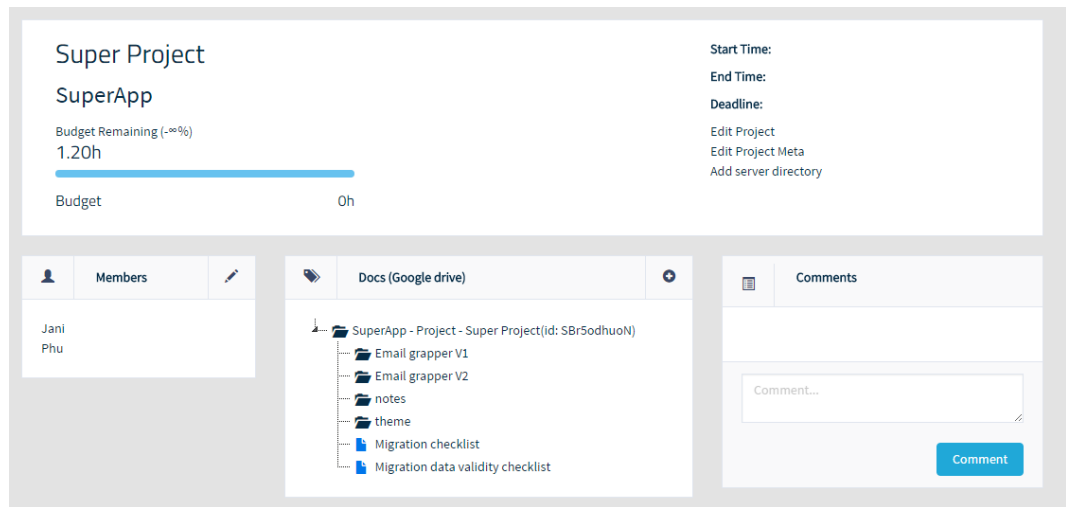 Super Project
SuperApp
Budget Remaining (-∞%)
1.20h
Budget 0h
Start Time:
End Time:
Deadline:
Edit Project
Edit Project Meta
Add server directory
Members
Jani
Phu
Docs (Google drive)
SuperApp - Project - Super Project(id: SBr5odhuoN)
Email grapper V1
Email grapper V2
notes
theme
Migration checklist
Migration data validity checklist
Comments
Comment...
Comment